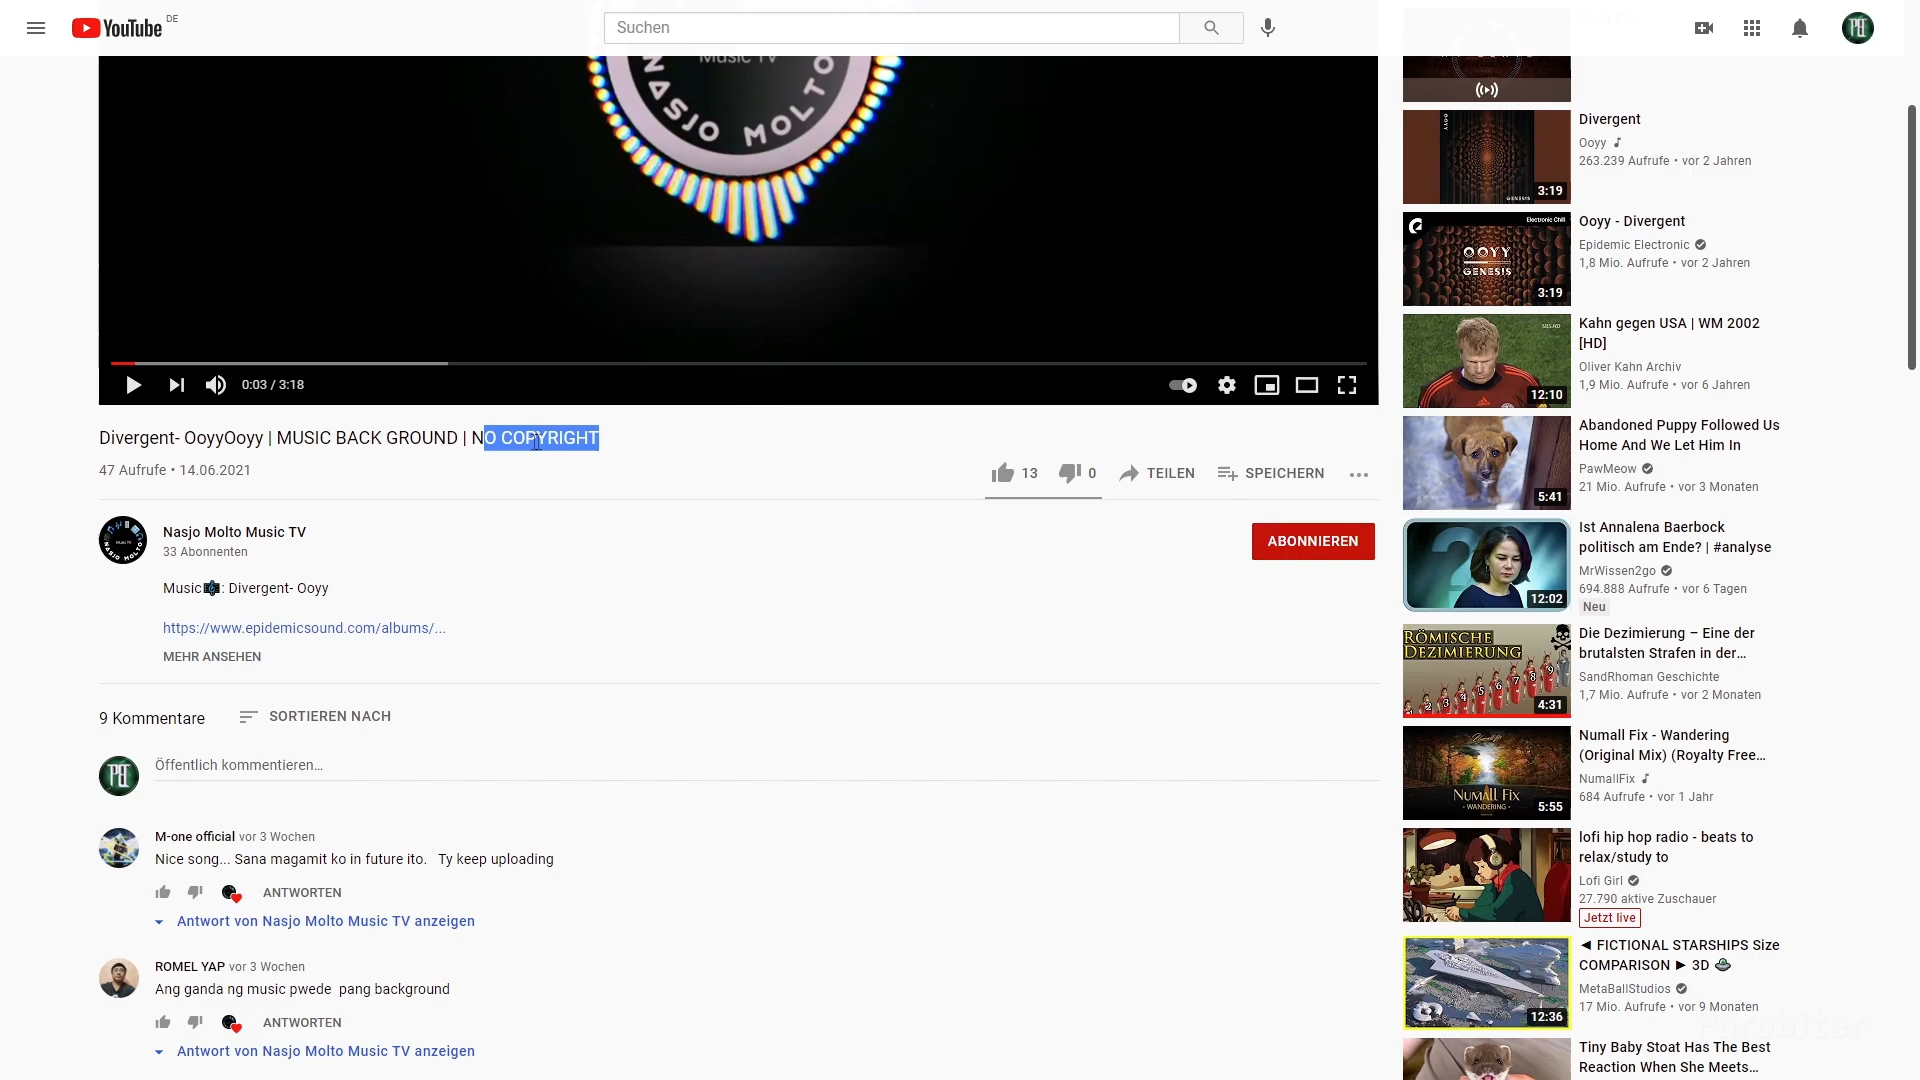 YouTube DE
Suchen
Music TV
NASJO MOLTO
0:03 / 3:18
Divergent- OoyyOoyy | MUSIC BACK GROUND | NO COPYRIGHT
47 Aufrufe • 14.06.2021
13
0
TEILEN
SPEICHERN
Nasjo Molto Music TV
33 Abonnenten
ABONNIEREN
Music : Divergent- Ooyy
https://www.epidemicsound.com/albums/...
MEHR ANSEHEN
9 Kommentare
SORTIEREN NACH
Öffentlich kommentieren...
M-one official vor 3 Wochen
Nice song... Sana magamit ko in future ito. Ty keep uploading
ANTWORTEN
Antwort von Nasjo Molto Music TV anzeigen
ROMEL YAP vor 3 Wochen
Ang ganda ng music pwede pang background
ANTWORTEN
Antwort von Nasjo Molto Music TV anzeigen
OOYY
GENESIS
3:19
Divergent
Ooyy
263.239 Aufrufe • vor 2 Jahren
Electronic Chill
OOYY
GENESIS
3:19
Ooyy - Divergent
Epidemic Electronic
1,8 Mio. Aufrufe • vor 2 Jahren
12:10
Kahn gegen USA | WM 2002
[HD]
Oliver Kahn Archiv
1,9 Mio. Aufrufe • vor 6 Jahren
5:41
Abandoned Puppy Followed Us
Home And We Let Him In
PawMeow
21 Mio. Aufrufe • vor 3 Monaten
12:02
Ist Annalena Baerbock
politisch am Ende? | #analyse
MrWissen2go
694.888 Aufrufe • vor 6 Tagen
Neu
RÖMISCHE
DEZIMIERUNG
1 2 3 4 5 6 7 8 9
4:31
Die Dezimierung – Eine der
brutalsten Strafen in der...
SandRhoman Geschichte
1,7 Mio. Aufrufe • vor 2 Monaten
NUMALL FIX
- WANDERING -
5:55
Numall Fix - Wandering
(Original Mix) (Royalty Free...
NumallFix
684 Aufrufe • vor 1 Jahr
lofi hip hop radio - beats to
relax/study to
Lofi Girl
27.790 aktive Zuschauer
Jetzt live
12:36
◄ FICTIONAL STARSHIPS Size
COMPARISON ► 3D 🛸
MetaBallStudios
17 Mio. Aufrufe • vor 9 Monaten
Tiny Baby Stoat Has The Best
Reaction When She Meets...